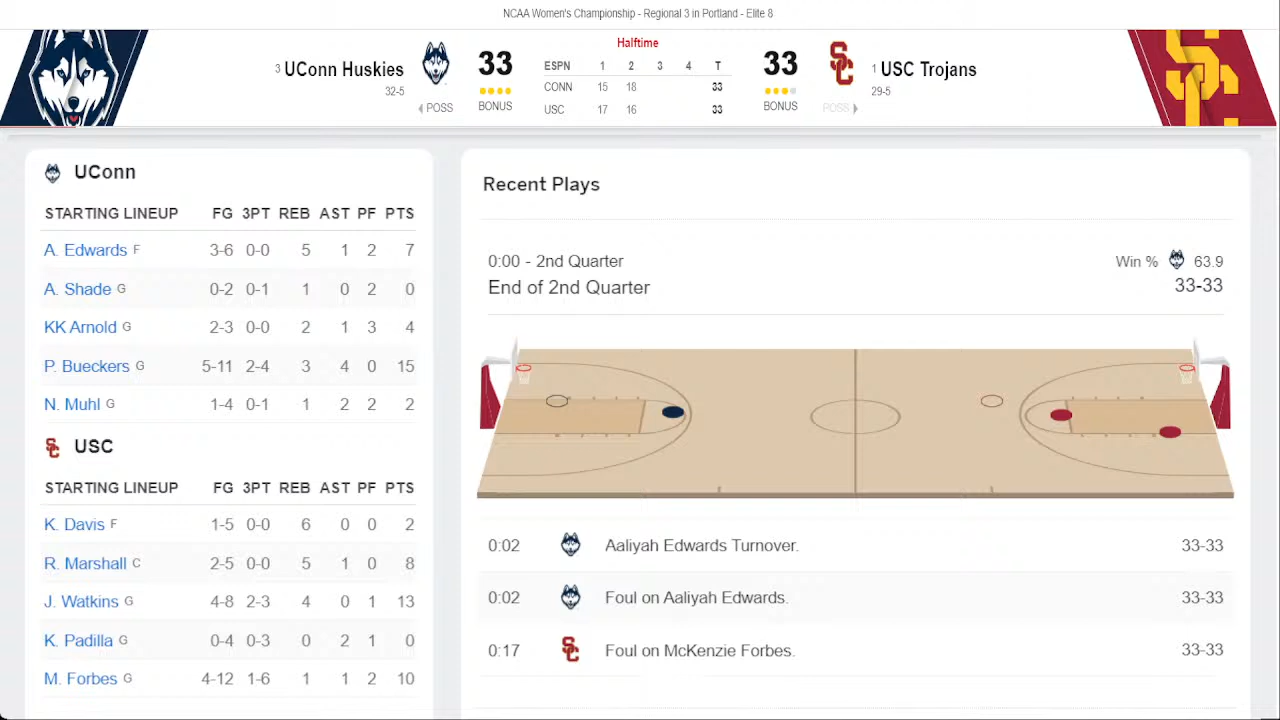 NCAA Women's Championship - Regional 3 in Portland - Elite 8
3 UConn Huskies
32-5
POSS
33
BONUS
Halftime
ESPN 1 2 3 4 T
CONN 15 18 33
USC 17 16 33
33
BONUS
POSS
1 USC Trojans
29-5
SC
UConn
STARTING LINEUP FG 3PT REB AST PF PTS
A. Edwards F 3-6 0-0 5 1 2 7
A. Shade G 0-2 0-1 1 0 2 0
KK Arnold G 2-3 0-0 2 1 3 4
P. Bueckers G 5-11 2-4 3 4 0 15
N. Muhl G 1-4 0-1 1 2 2 2
SC USC
STARTING LINEUP FG 3PT REB AST PF PTS
K. Davis F 1-5 0-0 6 0 0 2
R. Marshall C 2-5 0-0 5 1 0 8
J. Watkins G 4-8 2-3 4 0 1 13
K. Padilla G 0-4 0-3 0 2 1 0
M. Forbes G 4-12 1-6 1 1 2 10
Recent Plays
0:00 - 2nd Quarter Win % 63.9
End of 2nd Quarter 33-33
0:02 Aaliyah Edwards Turnover. 33-33
0:02 Foul on Aaliyah Edwards. 33-33
0:17 SC Foul on McKenzie Forbes. 33-33